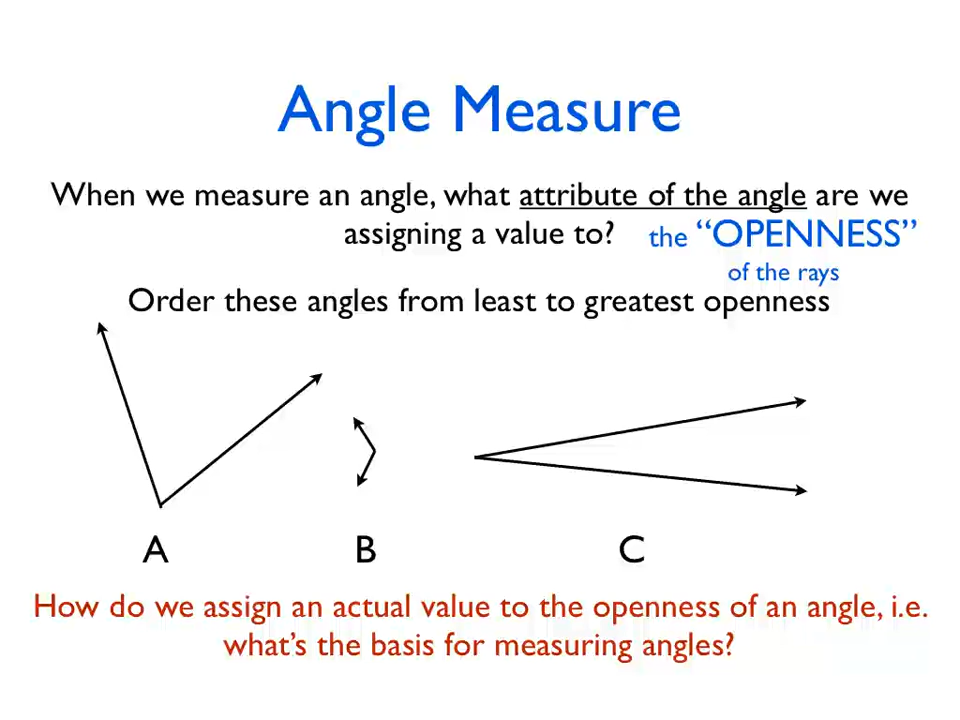 Angle Measure
When we measure an angle, what attribute of the angle are we
assigning a value to? the “OPENNESS”
of the rays
Order these angles from least to greatest openness
A B C
How do we assign an actual value to the openness of an angle, i.e.
what’s the basis for measuring angles?